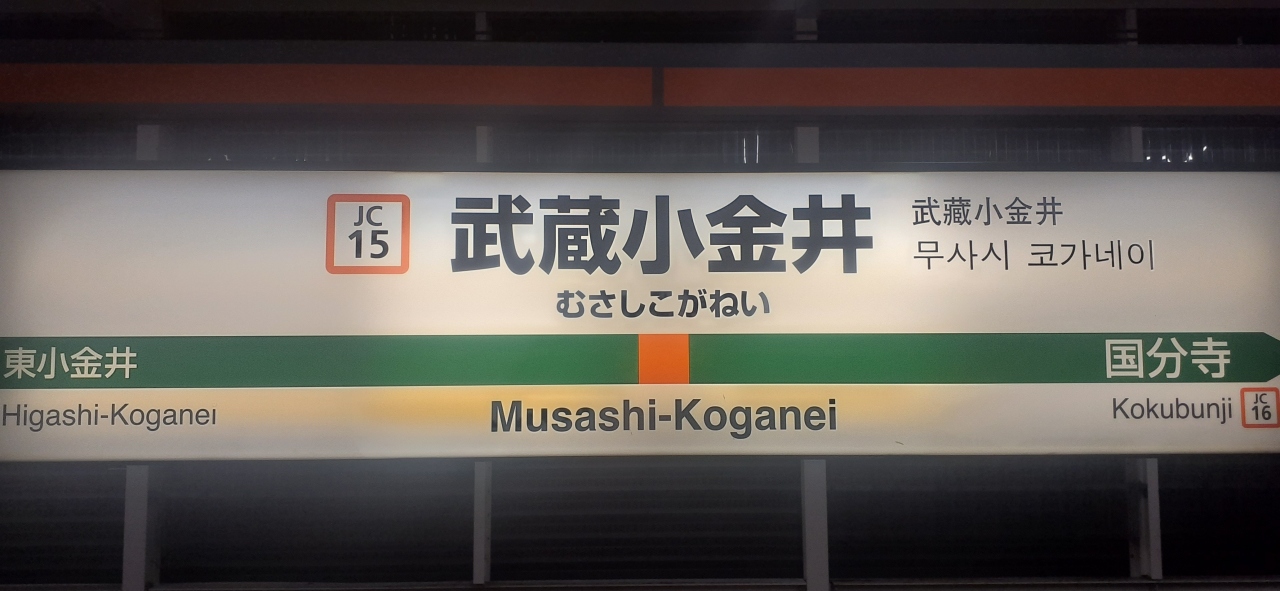 JC
15
武蔵小金井
むさしこがねい
武藏小金井
무사시 코가네이
東小金井
国分寺
Higashi-Koganei
Musashi-Koganei
Kokubunji
JC
16